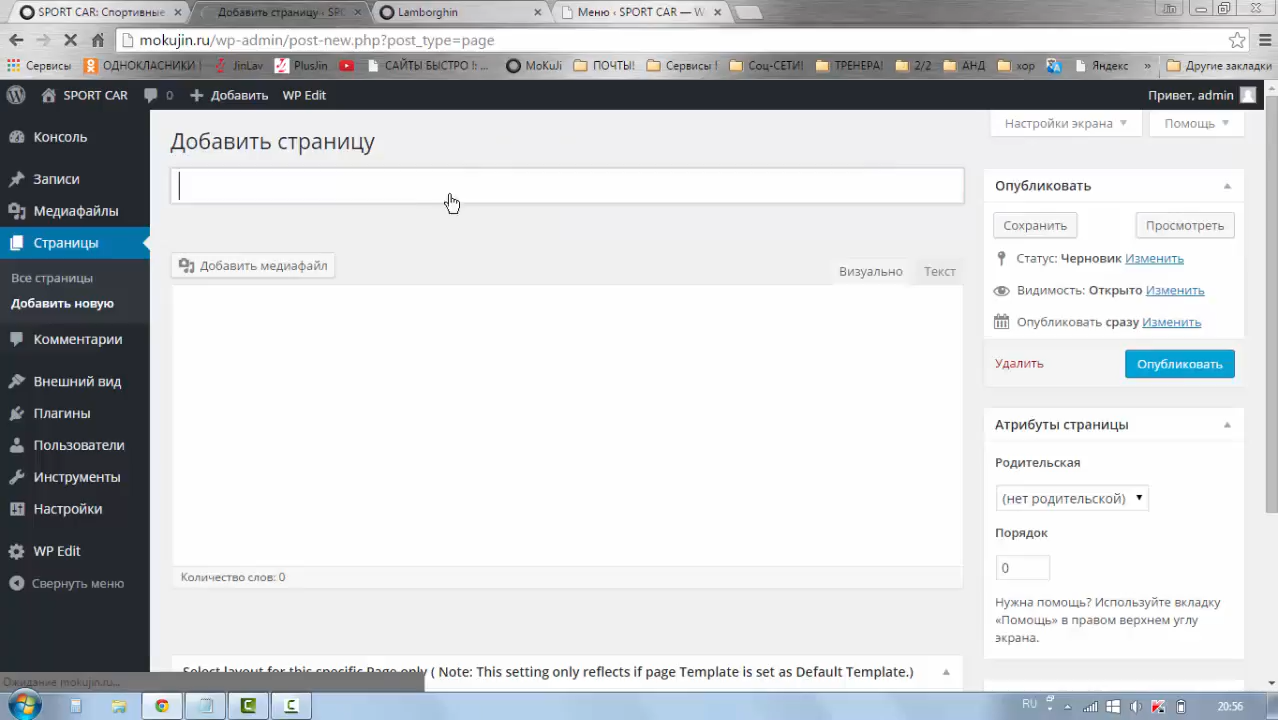 SPORT CAR: Спортивные
Добавить страницу ‹ SPO
Lamborghin
Меню ‹ SPORT CAR — W
mokujin.ru/wp-admin/post-new.php?post_type=page
Сервисы
ОДНОКЛАСНИКИ
JinLav
PlusJin
САЙТЫ БЫСТРО !: ...
MoKuJi
ПОЧТЫ!
Сервисы !
Соц-СЕТИ!
ТРЕНЕРА!
2/2
АНД
хор
Яндекс
»
Другие закладки
SPORT CAR
0
Добавить
WP Edit
Привет, admin
Консоль
Записи
Медиафайлы
Страницы
Все страницы
Добавить новую
Комментарии
Внешний вид
Плагины
Пользователи
Инструменты
Настройки
WP Edit
Свернуть меню
Добавить страницу
Настройки экрана
Помощь
Добавить медиафайл
Визуально
Текст
Количество слов: 0
Select layout for this specific Page only ( Note: This setting only reflects if page Template is set as Default Template.)
Опубликовать
Сохранить
Просмотреть
Статус: Черновик Изменить
Видимость: Открыто Изменить
Опубликовать сразу Изменить
Удалить
Опубликовать
Атрибуты страницы
Родительская
(нет родительской)
Порядок
0
Нужна помощь? Используйте вкладку
«Помощь» в правом верхнем углу
экрана.
Ожидание mokujin.ru...
RU
20:56